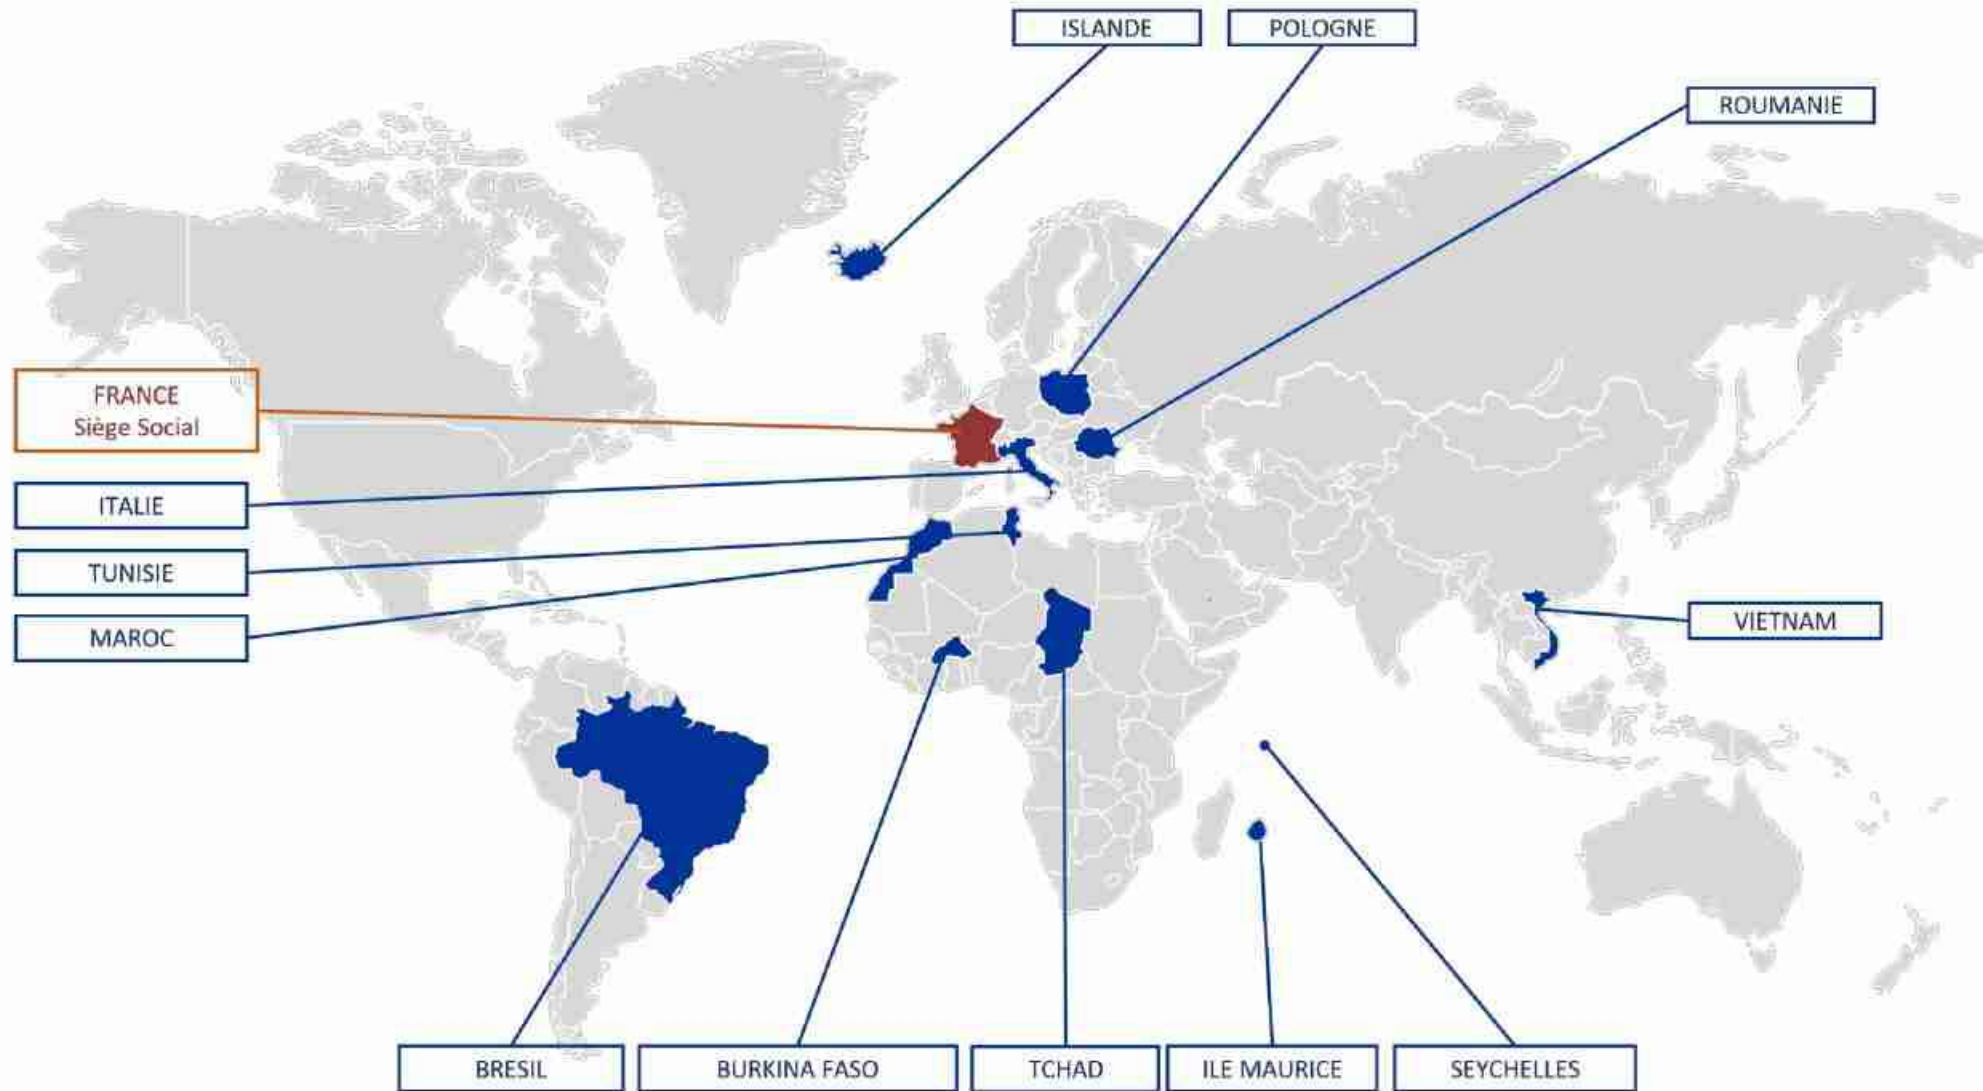 ISLANDE
POLOGNE
ROUMANIE
FRANCE
Siège Social
ITALIE
TUNISIE
MAROC
VIETNAM
BRESIL
BURKINA FASO
TCHAD
ILE MAURICE
SEYCHELLES